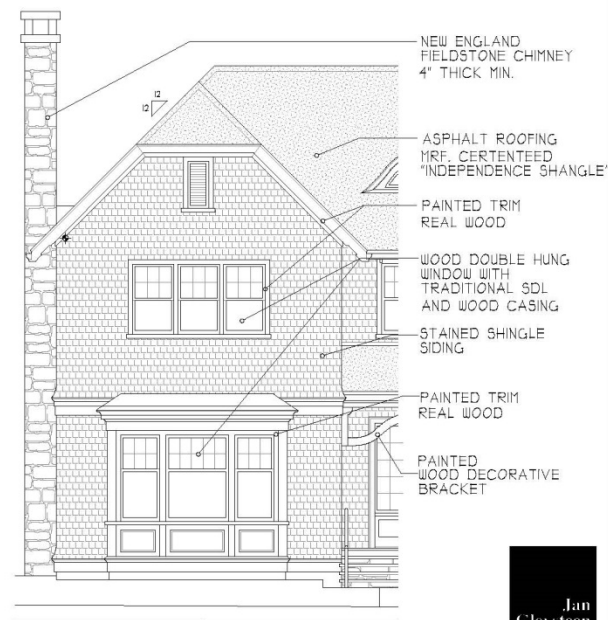 NEW ENGLAND
FIELDSTONE CHIMNEY
4" THICK MIN.
12
12
ASPHALT ROOFING
MRF. CERTENTEED
"INDEPENDENCE SHANGLE"
PAINTED TRIM
REAL WOOD
WOOD DOUBLE HUNG
WINDOW WITH
TRADITIONAL SDL
AND WOOD CASING
STAINED SHINGLE
SIDING
PAINTED TRIM
REAL WOOD
PAINTED
WOOD DECORATIVE
BRACKET
Jan